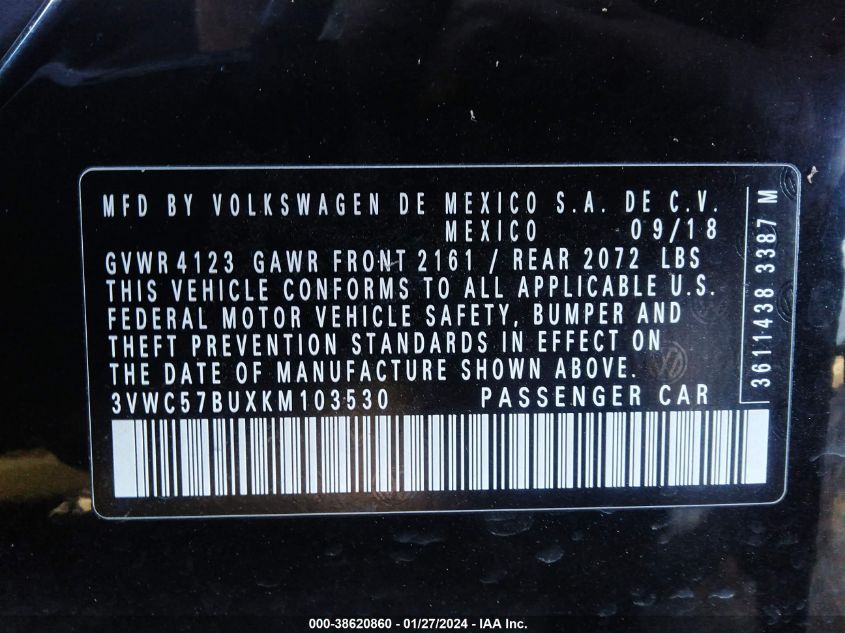 MFD BY VOLKSWAGEN DE MEXICO S.A. DE C.V.
MEXICO 09/18
GVWR 4123 GAWR FRONT 2161 / REAR 2072 LBS
THIS VEHICLE CONFORMS TO ALL APPLICABLE U.S.
FEDERAL MOTOR VEHICLE SAFETY, BUMPER AND
THEFT PREVENTION STANDARDS IN EFFECT ON
THE DATE OF MANUFACTURE SHOWN ABOVE.
3VWC57BUXKM103530 PASSENGER CAR
3611438 3387 M
000-38620860 - 01/27/2024 - IAA Inc.